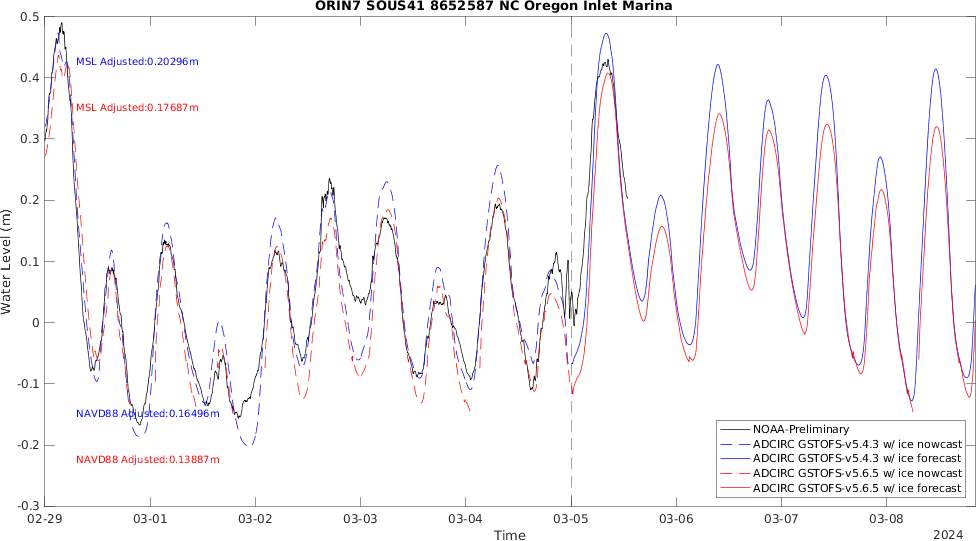 ORIN7 SOUS41 8652587 NC Oregon Inlet Marina
0.5
0.4
0.3
0.2
0.1
0
-0.1
-0.2
-0.3
Water Level (m)
MSL Adjusted:0.20296m
MSL Adjusted:0.17687m
NAVD88 Adjusted:0.16496m
NAVD88 Adjusted:0.13887m
NOAA-Preliminary
ADCIRC GSTOFS-v5.4.3 w/ ice nowcast
ADCIRC GSTOFS-v5.4.3 w/ ice forecast
ADCIRC GSTOFS-v5.6.5 w/ ice nowcast
ADCIRC GSTOFS-v5.6.5 w/ ice forecast
02-29 03-01 03-02 03-03 03-04 03-05 03-06 03-07 03-08
Time
2024